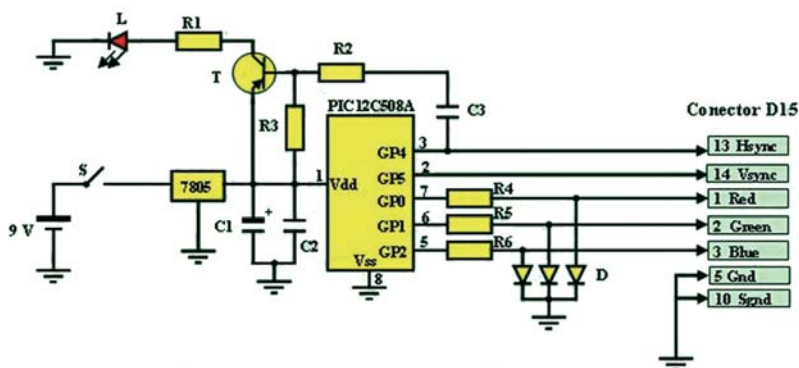 L
R1
R2
T
PIC12C508A
C3
Conector D15
R3
3
GP4
13 Hsync
S
2
GP5
14 Vsync
7805
1
Vdd
7
GP0
R4
1 Red
9 V
C1
+
C2
6
GP1
R5
2 Green
5
GP2
R6
3 Blue
Vss
8
D
5 Gnd
10 Sgnd